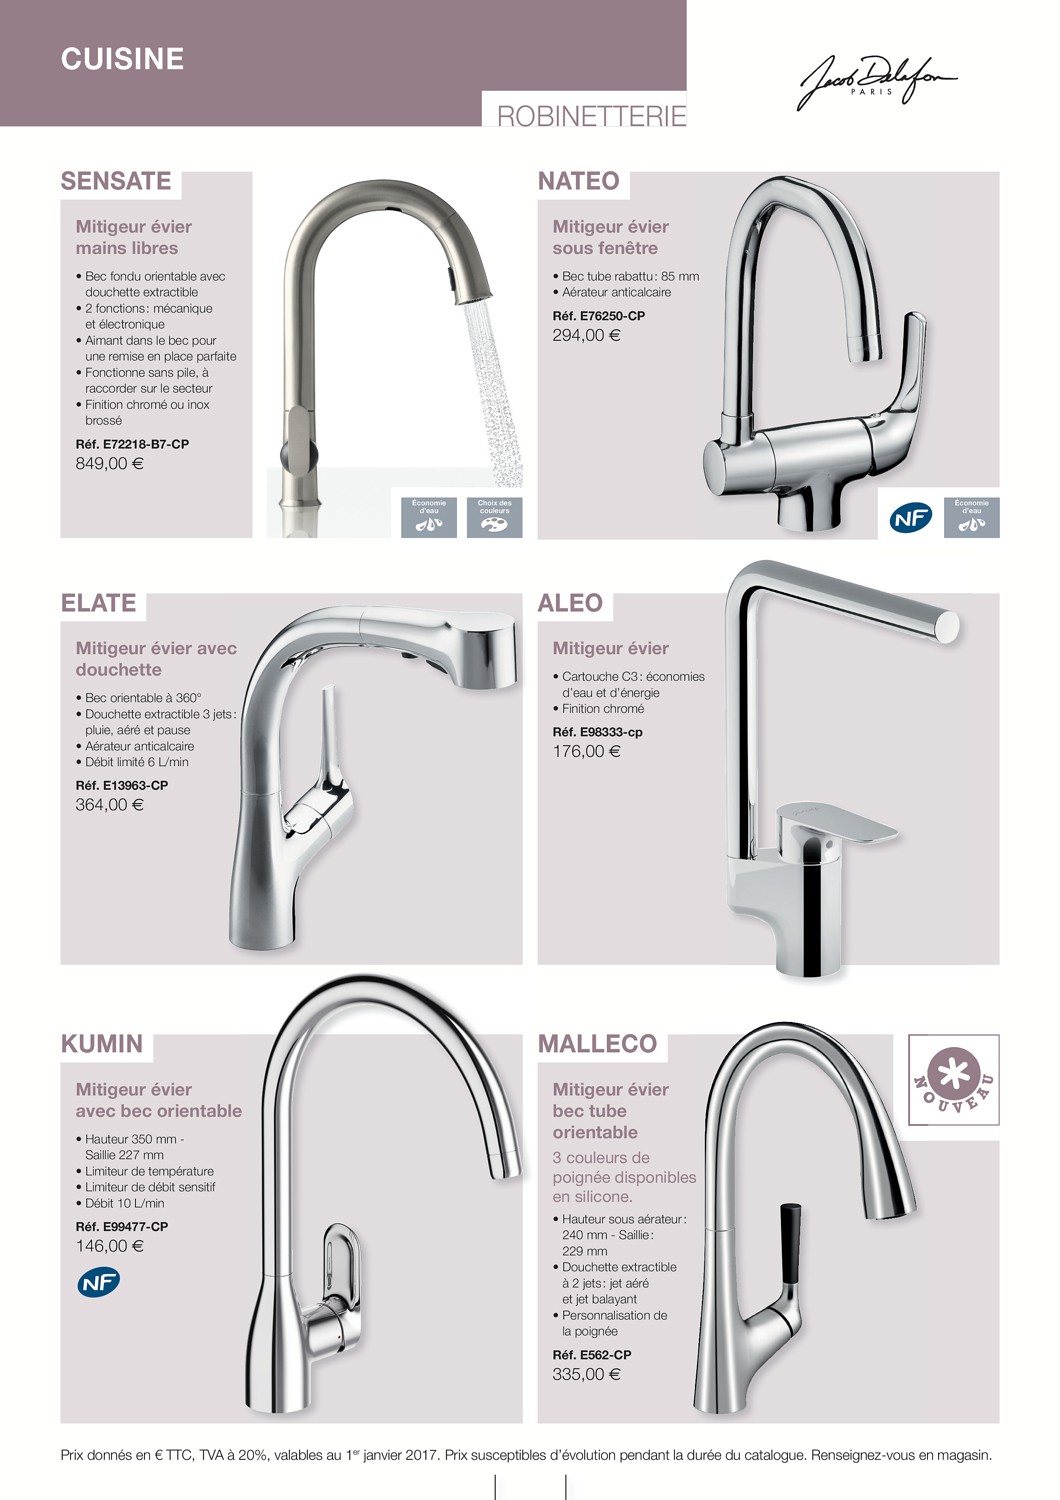 CUISINE
ROBINETTERIE
Jacob Delafon
PARIS
SENSATE
Mitigeur évier
mains libres
• Bec fondu orientable avec
douchette extractible
• 2 fonctions : mécanique
et électronique
• Aimant dans le bec pour
une remise en place parfaite
• Fonctionne sans pile, à
raccorder sur le secteur
• Finition chromé ou inox
brossé
Réf. E72218-B7-CP
849,00 €
Économie
d'eau
Choix des
couleurs
NATEO
Mitigeur évier
sous fenêtre
• Bec tube rabattu : 85 mm
• Aérateur anticalcaire
Réf. E76250-CP
294,00 €
NF
Économie
d'eau
ELATE
Mitigeur évier avec
douchette
• Bec orientable à 360°
• Douchette extractible 3 jets :
pluie, aéré et pause
• Aérateur anticalcaire
• Débit limité 6 L/min
Réf. E13963-CP
364,00 €
ALEO
Mitigeur évier
• Cartouche C3 : économies
d'eau et d'énergie
• Finition chromé
Réf. E98333-cp
176,00 €
KUMIN
Mitigeur évier
avec bec orientable
• Hauteur 350 mm -
Saillie 227 mm
• Limiteur de température
• Limiteur de débit sensitif
• Débit 10 L/min
Réf. E99477-CP
146,00 €
NF
MALLECO
Mitigeur évier
bec tube
orientable
3 couleurs de
poignée disponibles
en silicone.
• Hauteur sous aérateur :
240 mm - Saillie :
229 mm
• Douchette extractible
à 2 jets : jet aéré
et jet balayant
• Personnalisation de
la poignée
Réf. E562-CP
335,00 €
NOUVEAU
Prix donnés en € TTC, TVA à 20%, valables au 1er janvier 2017. Prix susceptibles d'évolution pendant la durée du catalogue. Renseignez-vous en magasin.